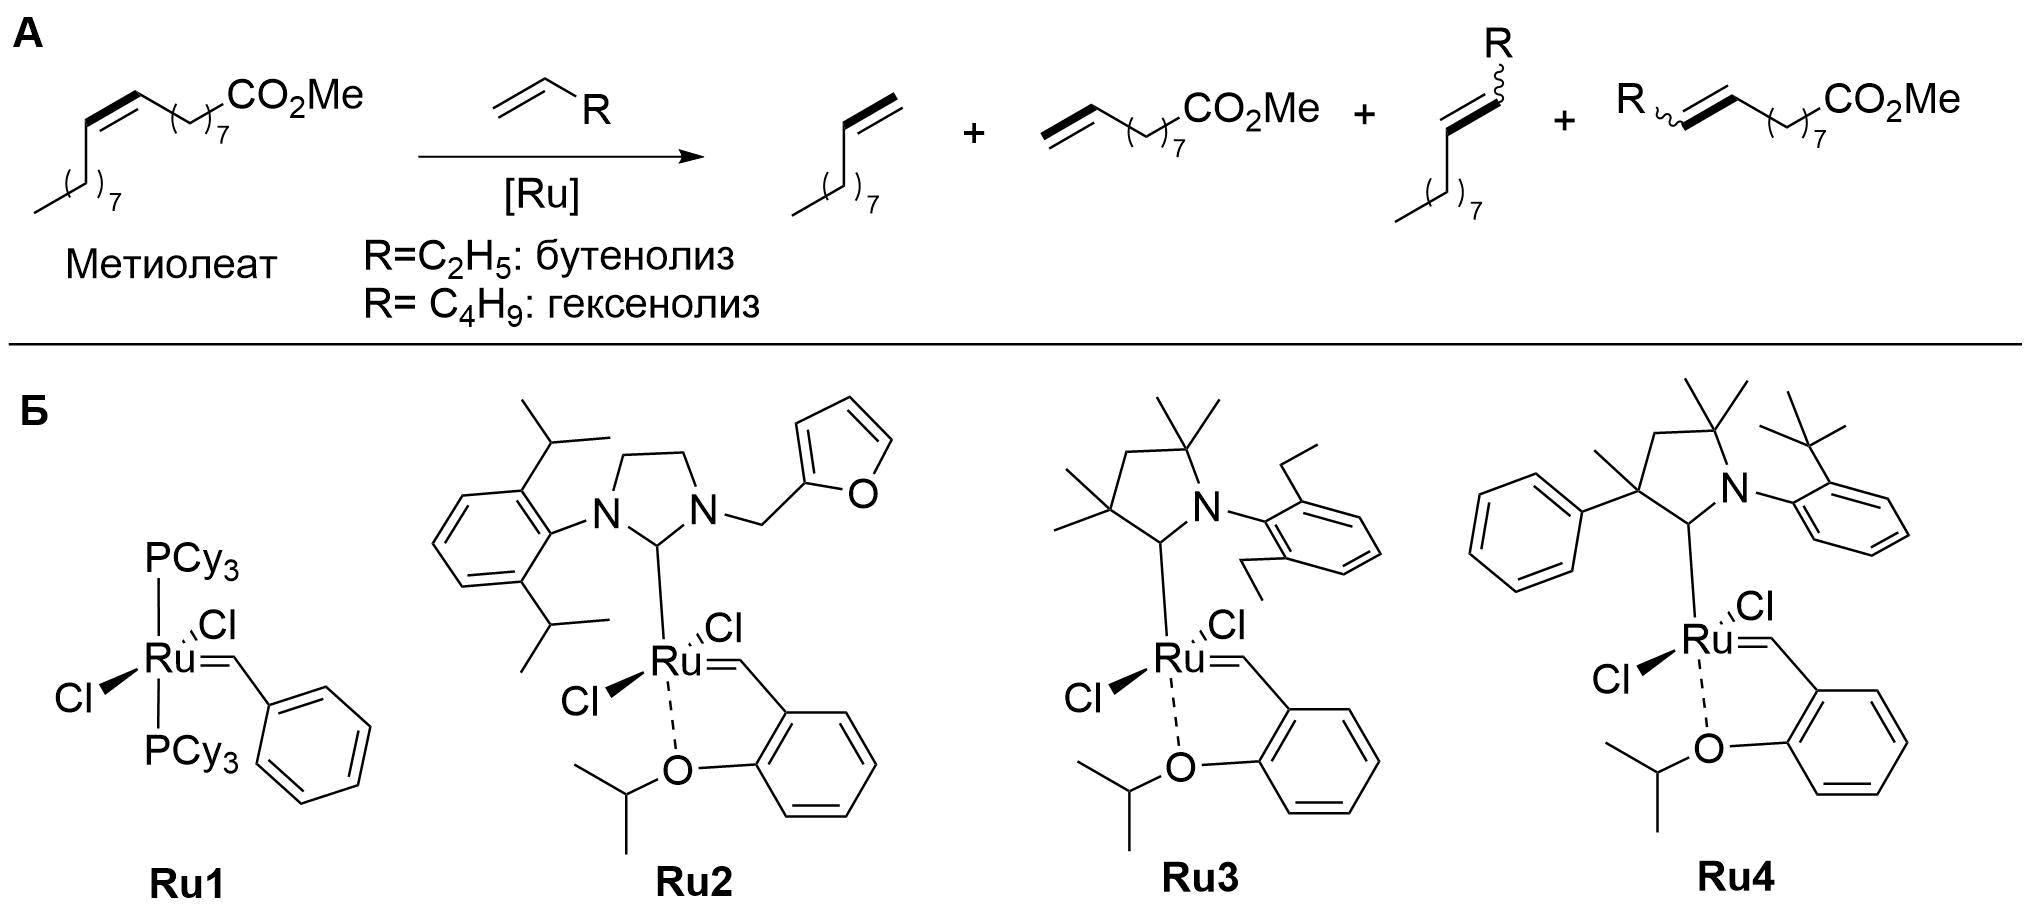 А
CO₂Me
( )₇
( )₇
Метиолеат
R
[Ru]
R=C₂H₅: бутенолиз
R= C₄H₉: гексенолиз
( )₇
+
CO₂Me
( )₇
+
R
( )₇
+
R
CO₂Me
( )₇
Б
PCy₃
Cl
Ru
Cl
PCy₃
Ru1
N
N
O
Cl
Ru
Cl
O
Ru2
N
Cl
Ru
Cl
O
Ru3
N
Cl
Ru
Cl
O
Ru4